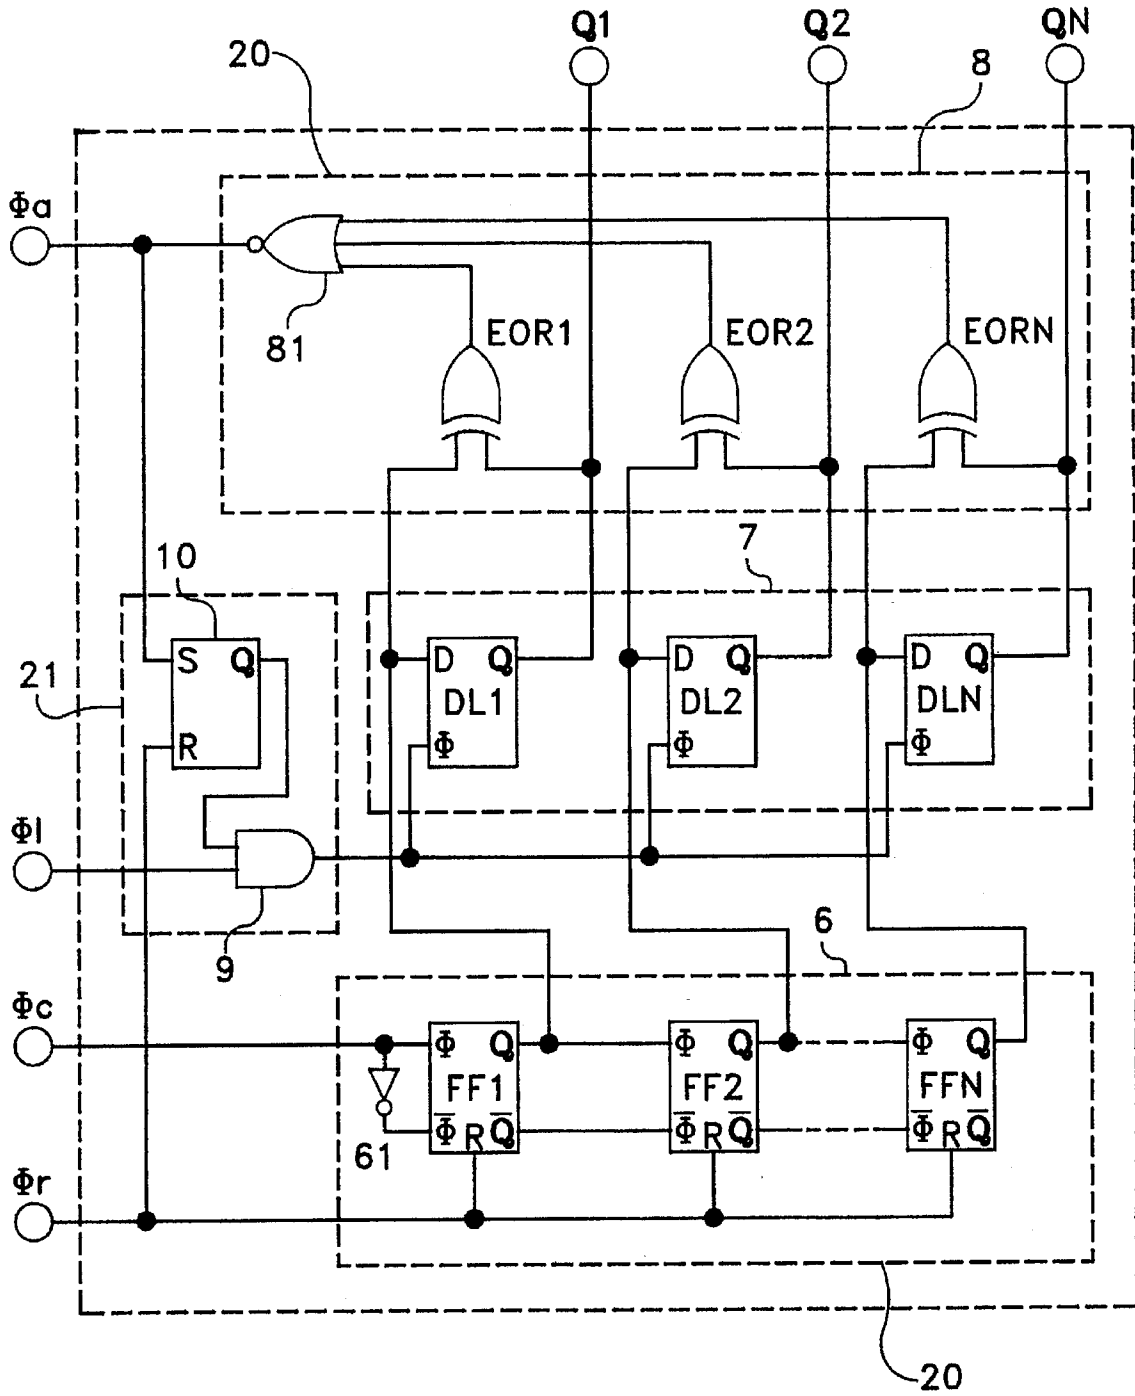 Q1 Q2 QN
20 8
Φa
81 EOR1 EOR2 EORN
10 7
21
S Q
R
D Q
DL1
Φ
D Q
DL2
Φ
D Q
DLN
Φ
Φl
9 6
Φc
Φ Q
FF1
Φ̅ R Q̅
Φ Q
FF2
Φ̅ R Q̅
Φ Q
FFN
Φ̅ R Q̅
61
Φr
20